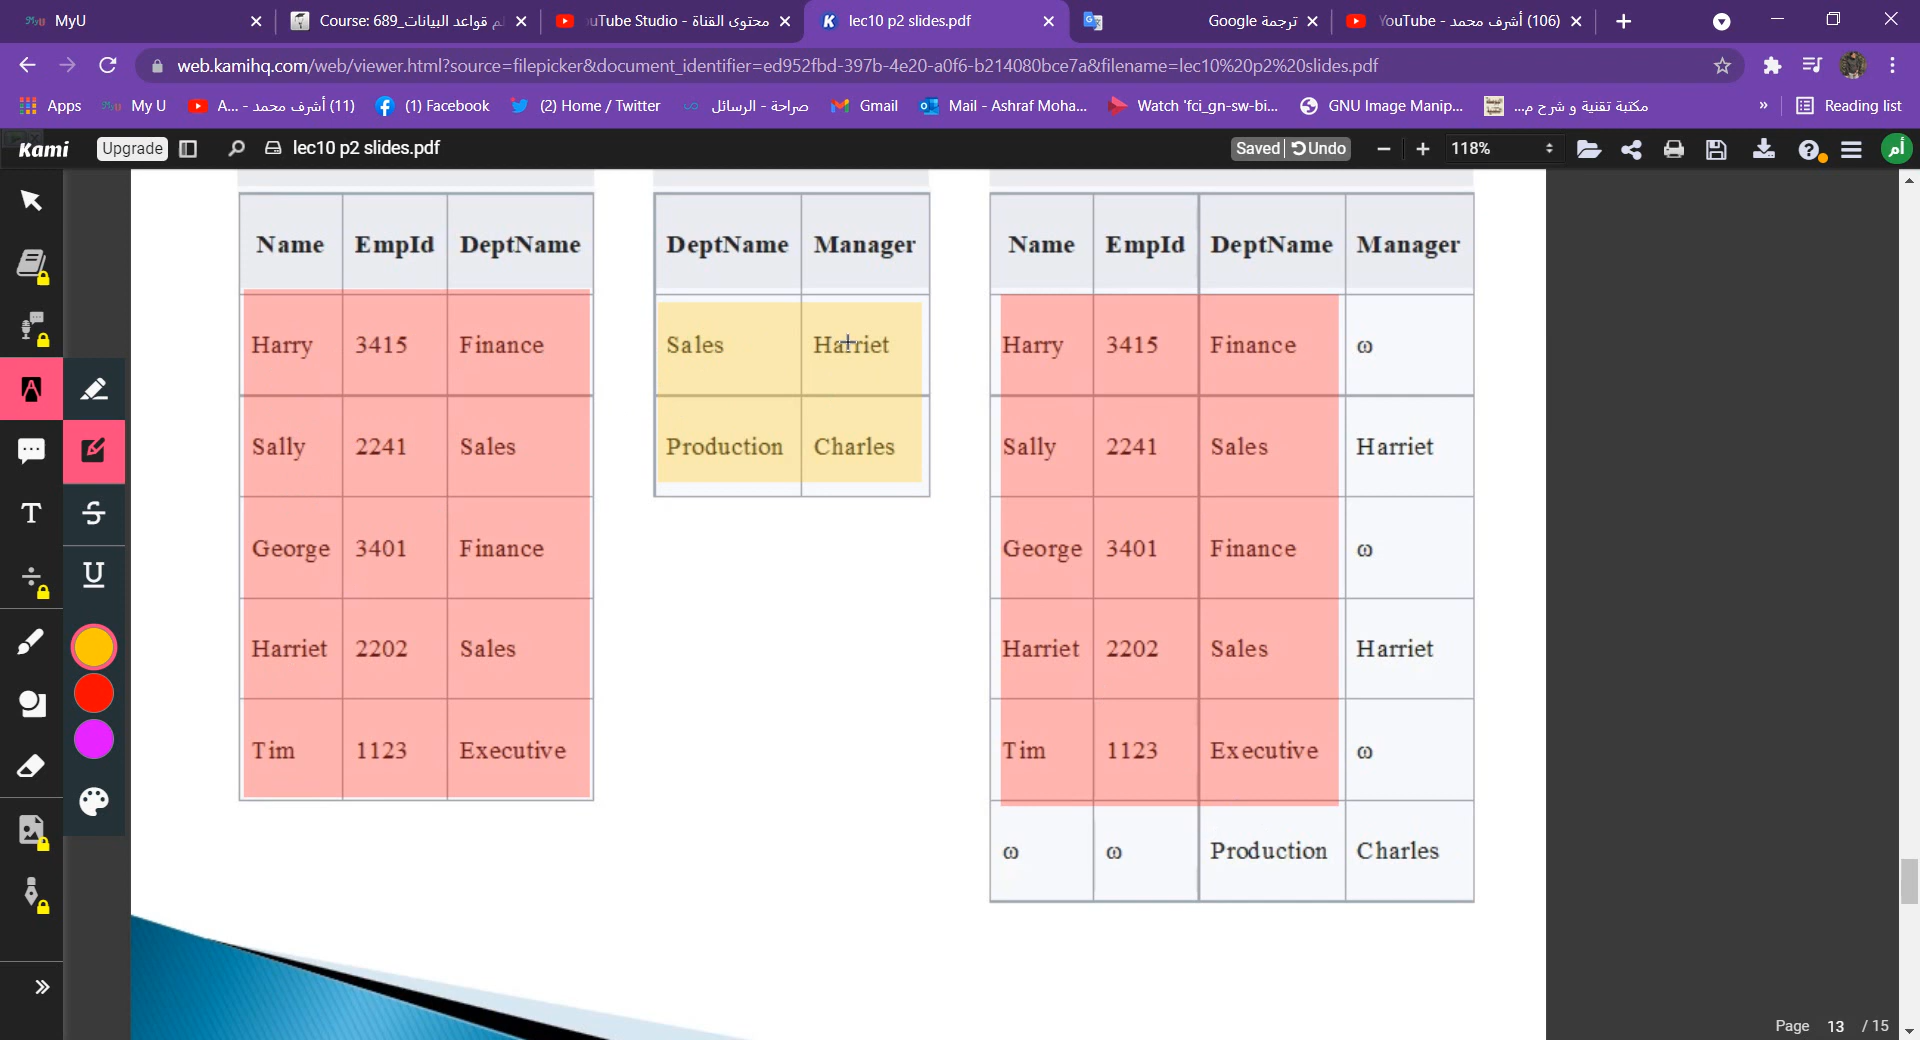 MyU
Course: 689_نم قواعد البيانات
uTube Studio - محتوى القناة
lec10 p2 slides.pdf
ترجمة Google
YouTube - أشرف محمد (106)
web.kamihq.com/web/viewer.html?source=filepicker&document_identifier=ed952fbd-397b-4e20-a0f6-b214080bce7a&filename=lec10%20p2%20slides.pdf
Apps
My U
A... - أشرف محمد (11)
(1) Facebook
(2) Home / Twitter
صراحة - الرسائل
Gmail
Mail - Ashraf Moha...
Watch 'fci_gn-sw-bi...
GNU Image Manip...
مكتبة تقنية و شرح م...
»
Reading list
Kami
Upgrade
lec10 p2 slides.pdf
Saved
Undo
118%
أم
Name EmpId DeptName
Harry 3415 Finance
Sally 2241 Sales
George 3401 Finance
Harriet 2202 Sales
Tim 1123 Executive
DeptName Manager
Sales Harriet
Production Charles
Name EmpId DeptName Manager
Harry 3415 Finance ω
Sally 2241 Sales Harriet
George 3401 Finance ω
Harriet 2202 Sales Harriet
Tim 1123 Executive ω
ω ω Production Charles
Page 13 / 15